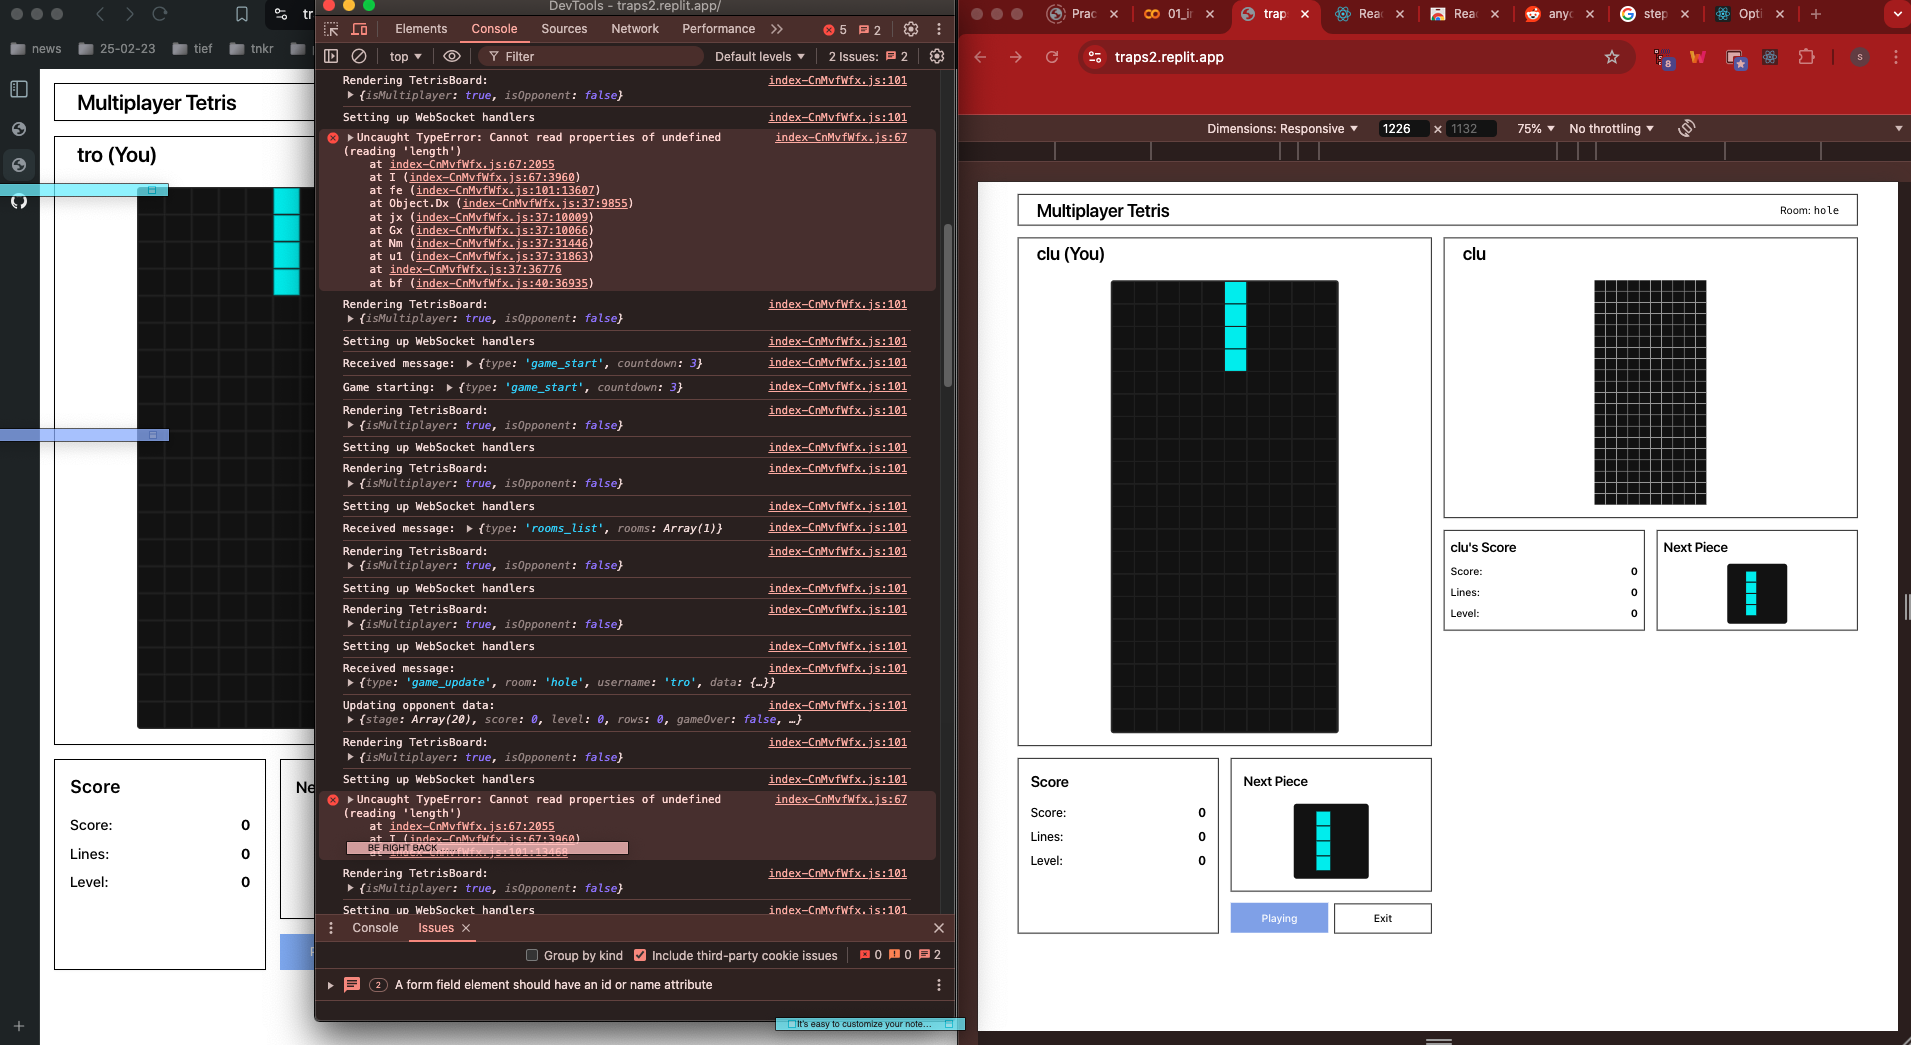 news
25-02-23
tief
tnkr
Multiplayer Tetris
tro (You)
Score
Score: 0
Lines: 0
Level: 0
DevTools - traps2.replit.app/
Elements Console Sources Network Performance 5 2
top Filter Default levels 2 Issues: 2
Rendering TetrisBoard: index-CnMvfWfx.js:101
{isMultiplayer: true, isOpponent: false}
Setting up WebSocket handlers index-CnMvfWfx.js:101
Uncaught TypeError: Cannot read properties of undefined index-CnMvfWfx.js:67
(reading 'length')
at index-CnMvfWfx.js:67:2055
at I (index-CnMvfWfx.js:67:3960)
at fe (index-CnMvfWfx.js:101:13607)
at Object.Dx (index-CnMvfWfx.js:37:9855)
at jx (index-CnMvfWfx.js:37:10009)
at Gx (index-CnMvfWfx.js:37:10066)
at Nm (index-CnMvfWfx.js:37:31446)
at u1 (index-CnMvfWfx.js:37:31863)
at index-CnMvfWfx.js:37:36776
at bf (index-CnMvfWfx.js:40:36935)
Rendering TetrisBoard: index-CnMvfWfx.js:101
{isMultiplayer: true, isOpponent: false}
Setting up WebSocket handlers index-CnMvfWfx.js:101
Received message: {type: 'game_start', countdown: 3} index-CnMvfWfx.js:101
Game starting: {type: 'game_start', countdown: 3} index-CnMvfWfx.js:101
Rendering TetrisBoard: index-CnMvfWfx.js:101
{isMultiplayer: true, isOpponent: false}
Setting up WebSocket handlers index-CnMvfWfx.js:101
Rendering TetrisBoard: index-CnMvfWfx.js:101
{isMultiplayer: true, isOpponent: false}
Setting up WebSocket handlers index-CnMvfWfx.js:101
Received message: {type: 'rooms_list', rooms: Array(1)} index-CnMvfWfx.js:101
Rendering TetrisBoard: index-CnMvfWfx.js:101
{isMultiplayer: true, isOpponent: false}
Setting up WebSocket handlers index-CnMvfWfx.js:101
Rendering TetrisBoard: index-CnMvfWfx.js:101
{isMultiplayer: true, isOpponent: false}
Setting up WebSocket handlers index-CnMvfWfx.js:101
Received message: index-CnMvfWfx.js:101
{type: 'game_update', room: 'hole', username: 'tro', data: {…}}
Updating opponent data: index-CnMvfWfx.js:101
{stage: Array(20), score: 0, level: 0, rows: 0, gameOver: false, …}
Rendering TetrisBoard: index-CnMvfWfx.js:101
{isMultiplayer: true, isOpponent: false}
Setting up WebSocket handlers index-CnMvfWfx.js:101
Uncaught TypeError: Cannot read properties of undefined index-CnMvfWfx.js:67
(reading 'length')
at index-CnMvfWfx.js:67:2055
at I (index-CnMvfWfx.js:67:3960)
BE RIGHT BACK
Rendering TetrisBoard: index-CnMvfWfx.js:101
{isMultiplayer: true, isOpponent: false}
Setting up WebSocket handlers index-CnMvfWfx.js:101
Console Issues
Group by kind Include third-party cookie issues 0 0 2
2 A form field element should have an id or name attribute
It's easy to customize your note...
Prac 01_ir trap Reac Reac anyc step Opti
traps2.replit.app 8 S
Dimensions: Responsive 1226 × 1132 75% No throttling
Multiplayer Tetris Room: hole
clu (You)
clu
clu's Score
Score: 0
Lines: 0
Level: 0
Next Piece
Score
Score: 0
Lines: 0
Level: 0
Next Piece
Playing Exit